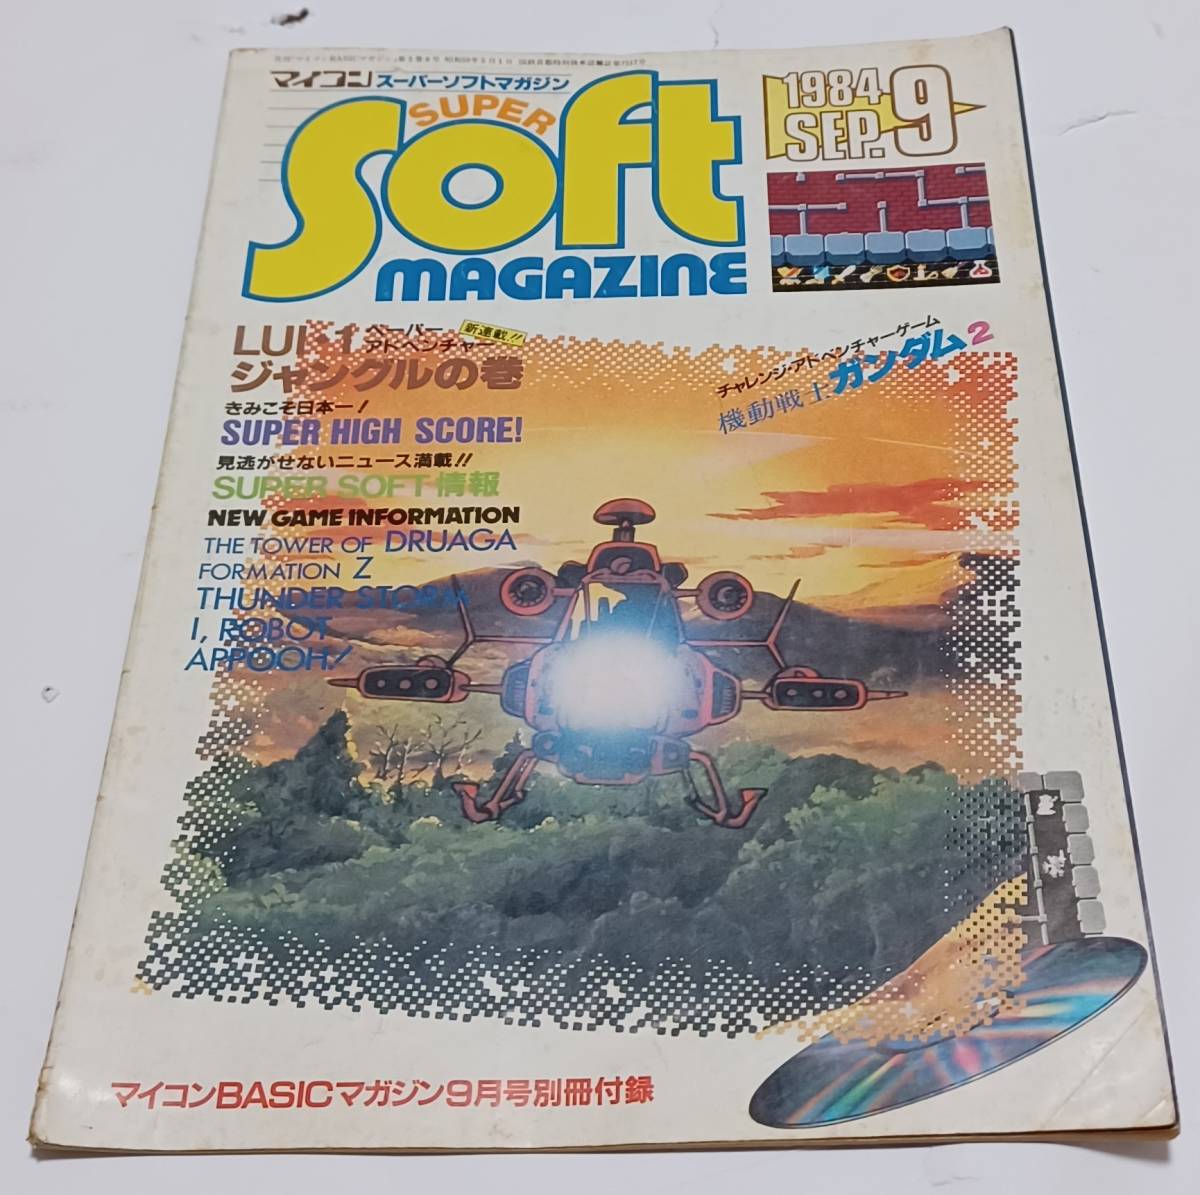 マイコン スーパーソフトマガジン
SUPER
Soft
MAGAZINE
1984
SEP. 9
LUI・1 ペーパーアドベンチャー 新連載!!
ジャングルの巻
きみこそ日本一!
SUPER HIGH SCORE!
見逃がせないニュース満載!!
SUPER SOFT 情報
NEW GAME INFORMATION
THE TOWER OF DRUAGA
FORMATION Z
THUNDER STORM
I, ROBOT
APPOOH!
チャレンジ・アドベンチャーゲーム
機動戦士ガンダム2
マイコンBASICマガジン9月号別冊付録